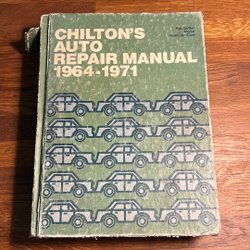 CHILTON'S
AUTO
REPAIR MANUAL
1964-1971